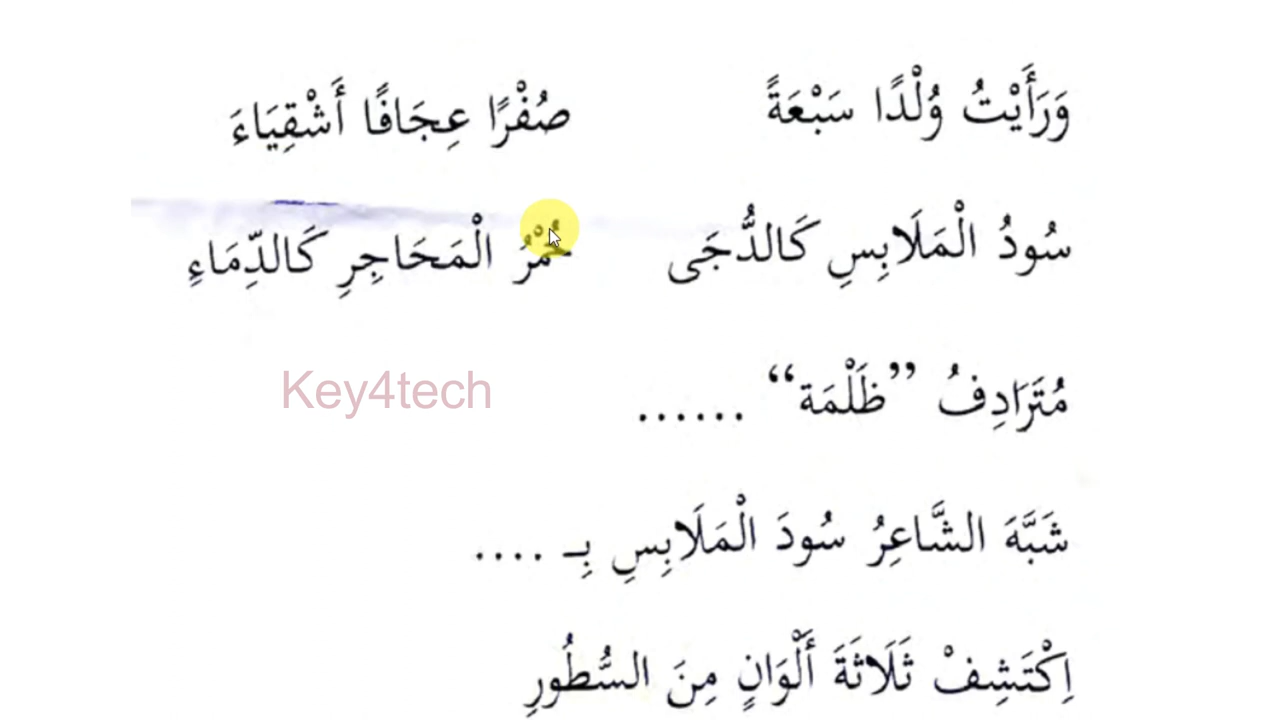 وَرَأَيْتُ وُلْدًا سَبْعَةً صُفْرًا عِجَافًا أَشْقِيَاءَ
سُودُ الْمَلَابِسِ كَالدُّجَى حُمْرُ الْمَحَاجِرِ كَالدِّمَاءِ
Key4tech
مُتَرَادِفُ ”ظَلْمَة“ ......
شَبَّهَ الشَّاعِرُ سُودَ الْمَلَابِسِ بِـ ....
اِكْتَشِفْ ثَلَاثَةَ أَلْوَانٍ مِنَ السُّطُورِ